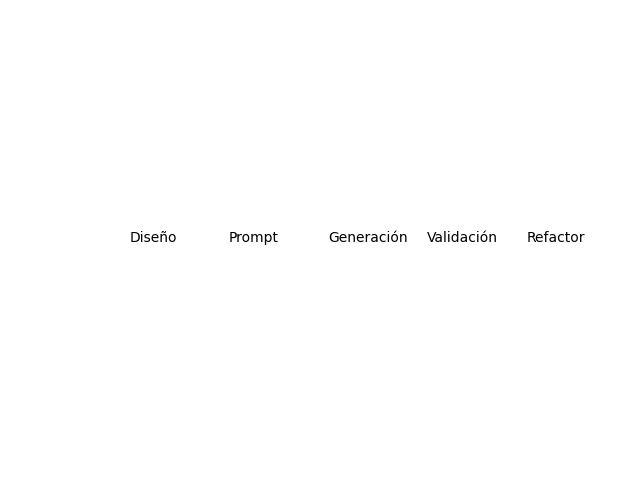 Diseño Prompt Generación Validación Refactor